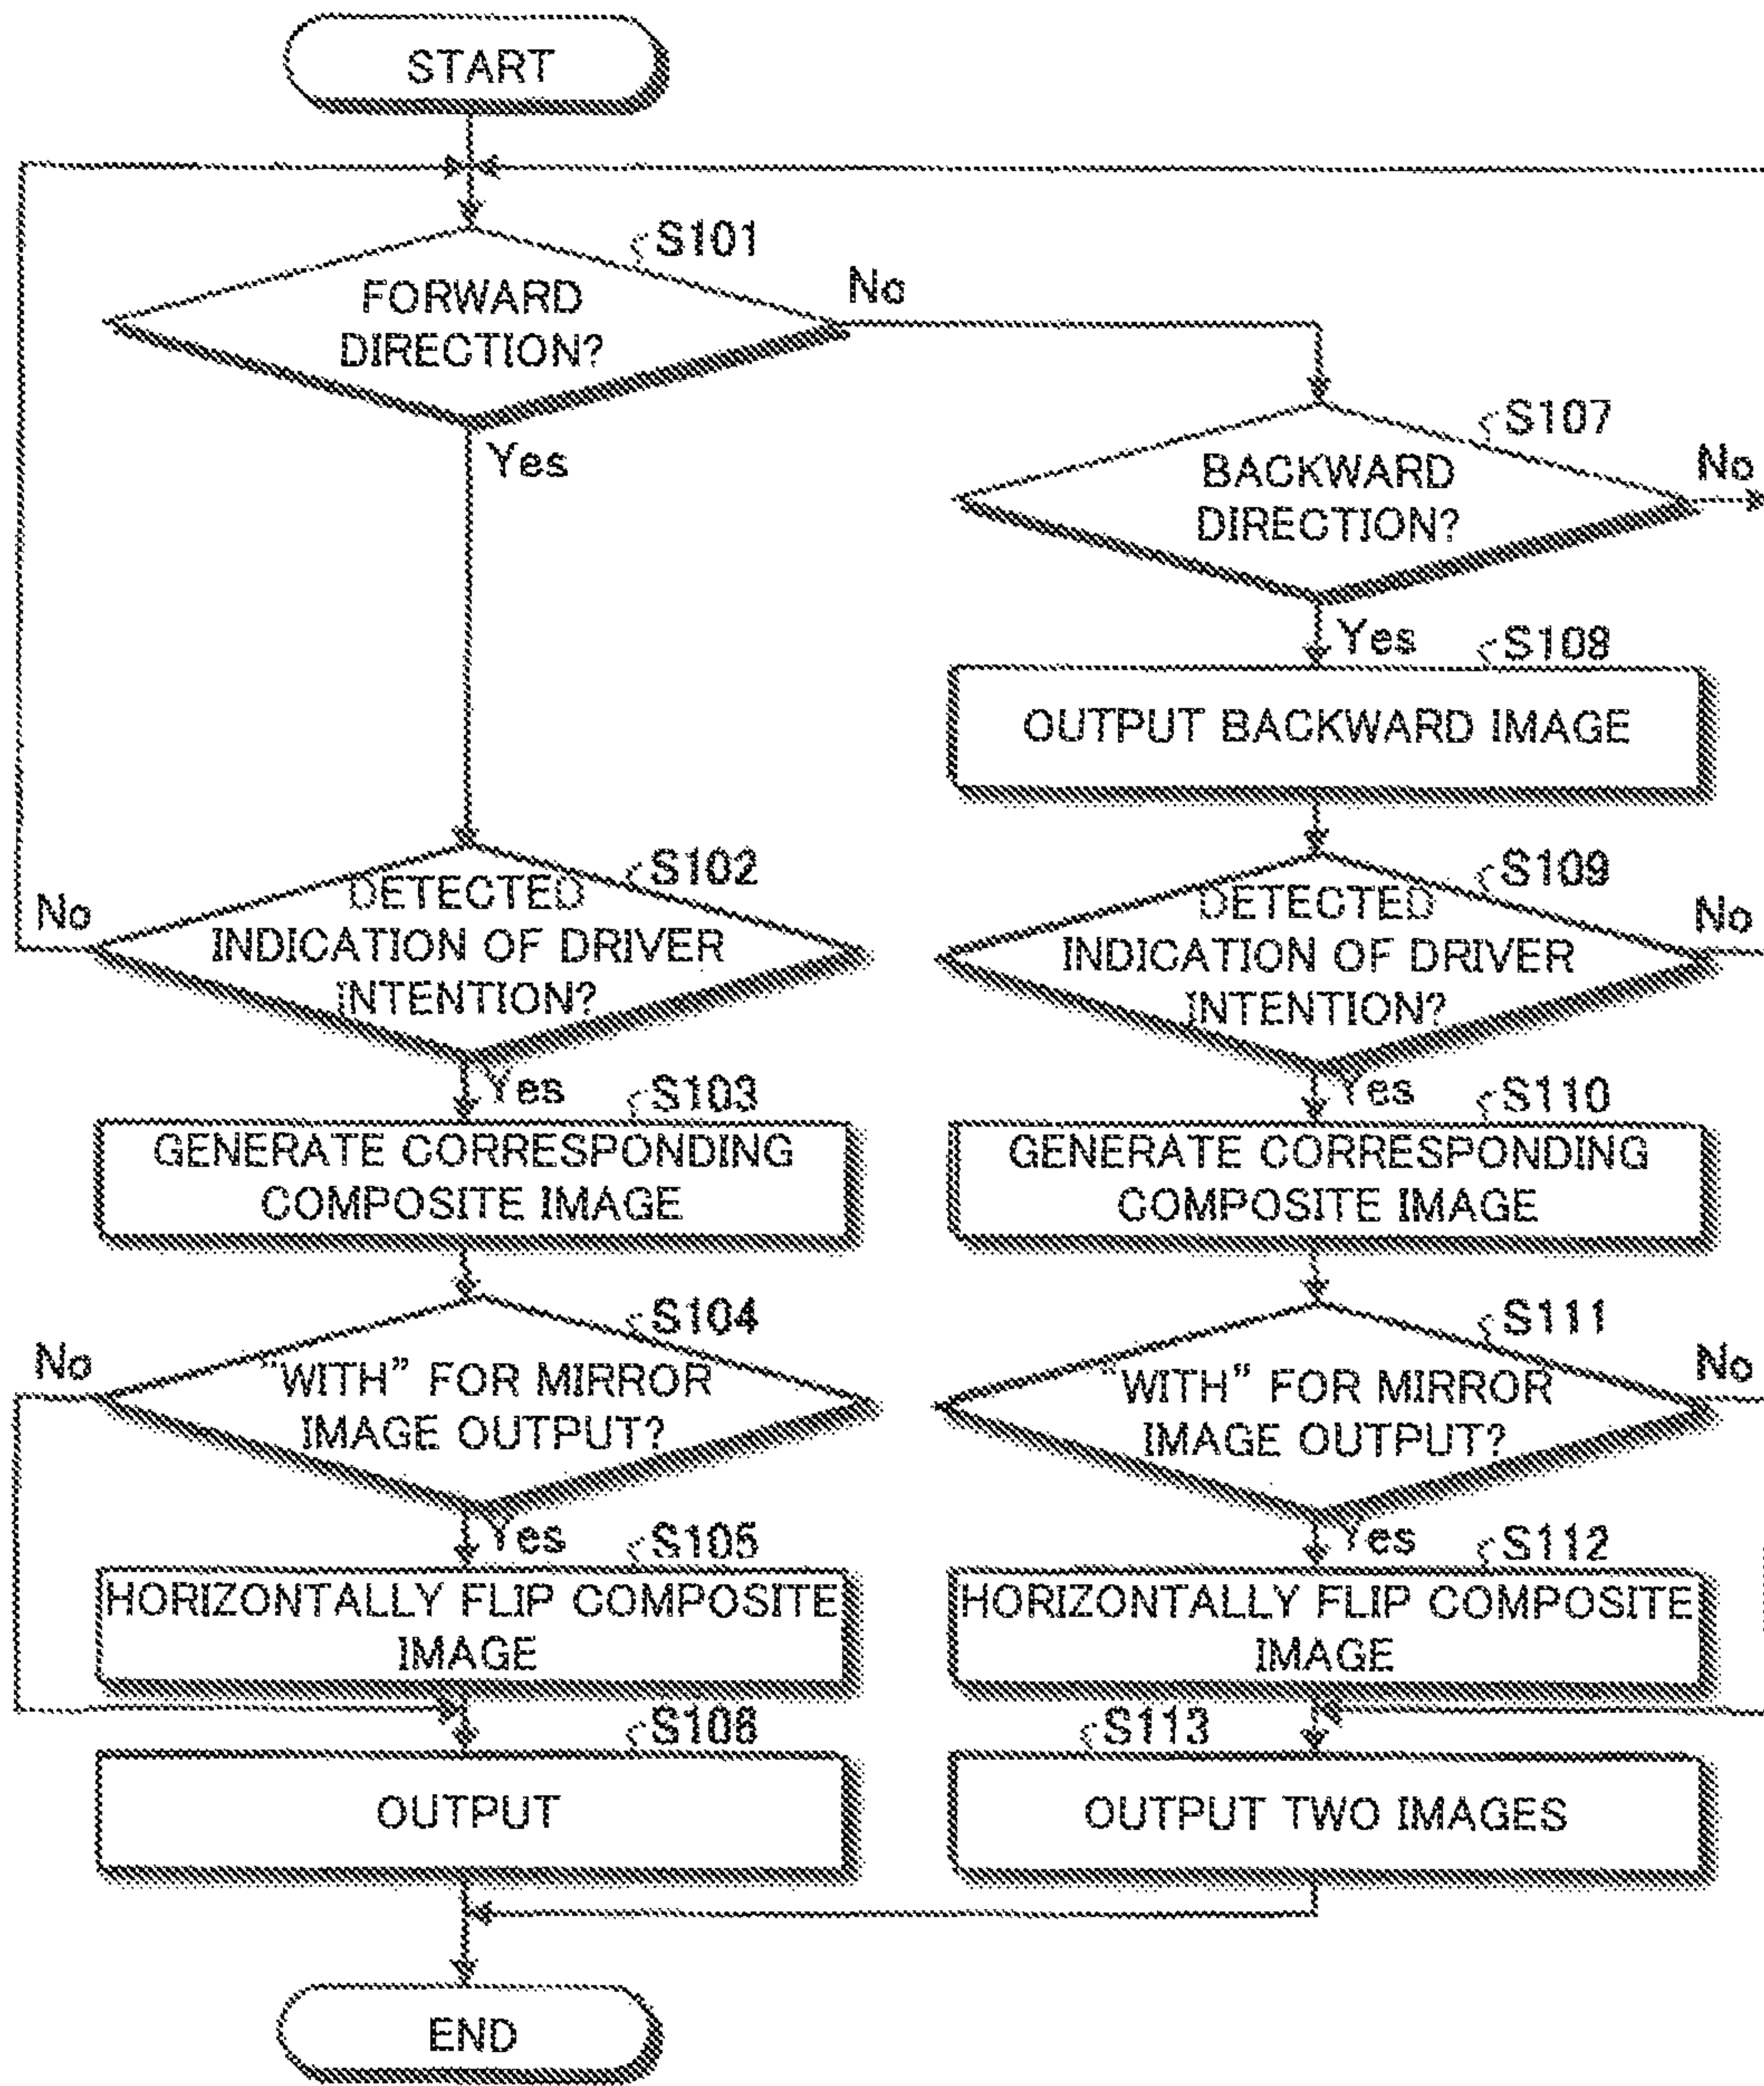 START
S101
FORWARD
DIRECTION?
No
Yes
S107
BACKWARD
DIRECTION?
No
Yes
S108
OUTPUT BACKWARD IMAGE
S102
DETECTED
INDICATION OF DRIVER
INTENTION?
No
Yes
S109
DETECTED
INDICATION OF DRIVER
INTENTION?
No
Yes
S103
GENERATE CORRESPONDING
COMPOSITE IMAGE
S110
GENERATE CORRESPONDING
COMPOSITE IMAGE
S104
"WITH" FOR MIRROR
IMAGE OUTPUT?
No
Yes
S111
"WITH" FOR MIRROR
IMAGE OUTPUT?
No
Yes
S105
HORIZONTALLY FLIP COMPOSITE
IMAGE
S112
HORIZONTALLY FLIP COMPOSITE
IMAGE
S106
OUTPUT
S113
OUTPUT TWO IMAGES
END